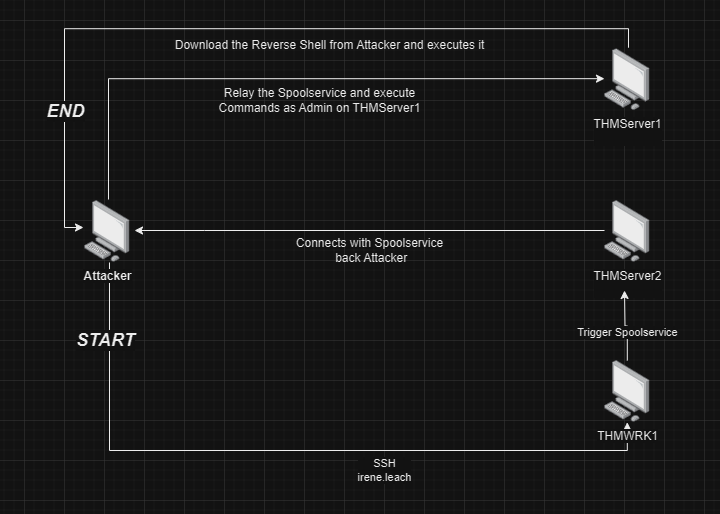 Download the Reverse Shell from Attacker and executes it
Relay the Spoolservice and execute
Commands as Admin on THMServer1
END
THMServer1
Connects with Spoolservice
back Attacker
Attacker
THMServer2
START
Trigger Spoolservice
THMWRK1
SSH
irene.leach